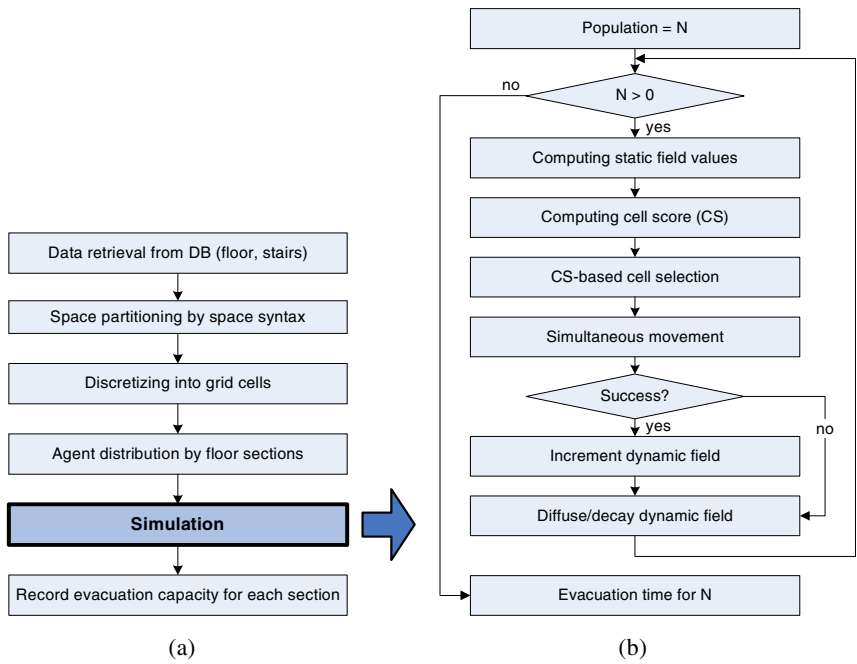 Data retrieval from DB (floor, stairs)
Space partitioning by space syntax
Discretizing into grid cells
Agent distribution by floor sections
Simulation
Record evacuation capacity for each section
(a)
Population = N
N > 0
no
yes
Computing static field values
Computing cell score (CS)
CS-based cell selection
Simultaneous movement
Success?
yes
no
Increment dynamic field
Diffuse/decay dynamic field
Evacuation time for N
(b)